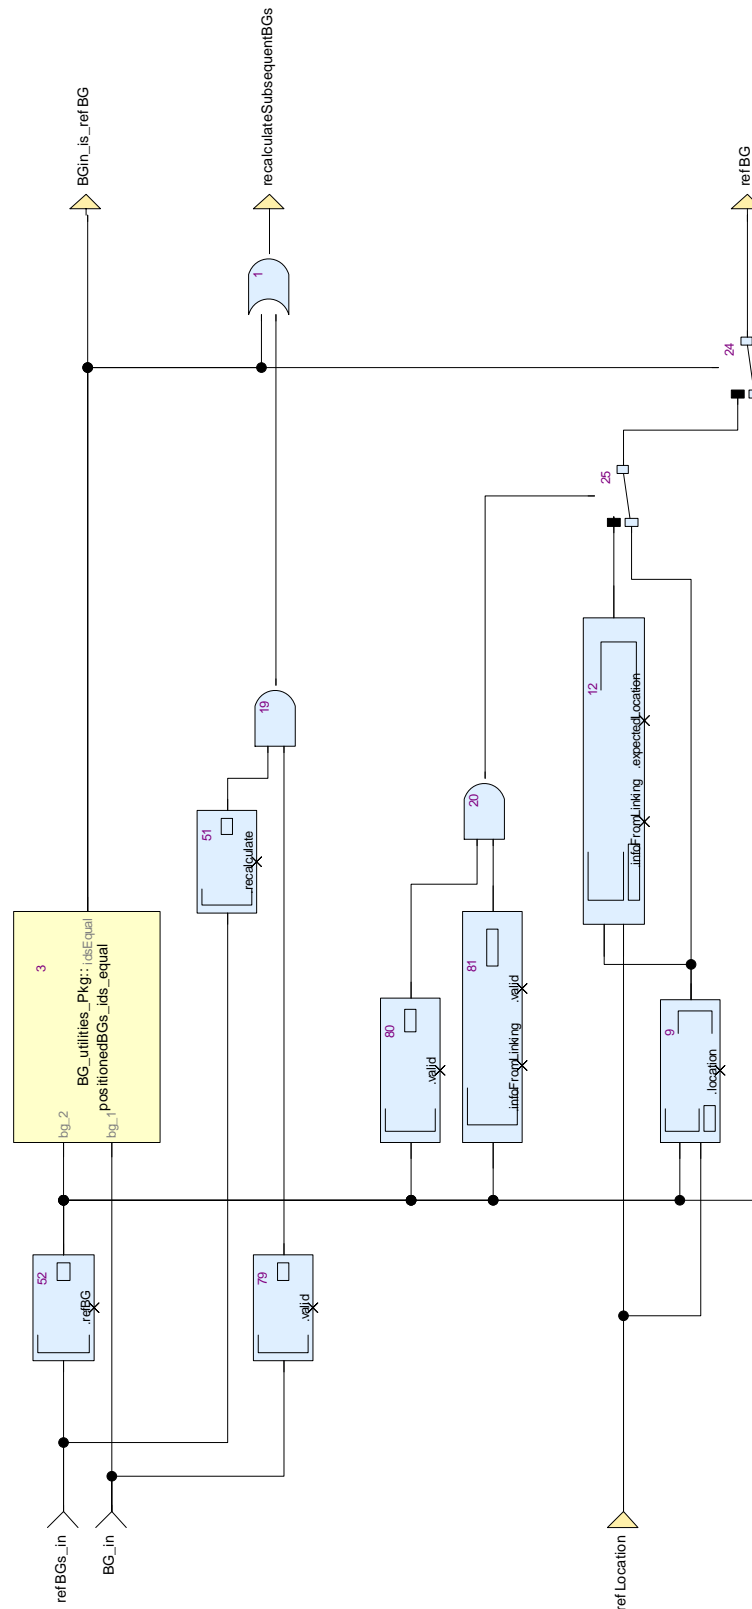 BGin_is_refBG
recalculateSubsequentBGs
refBG
1
24
25
19
12
.infoFromLinking
.expectedLocation
20
51
.recalculate
3
BG_utilities_Pkg::
positionedBGs_ids_equal
idsEqual
bg_2
bg_1
80
.valid
81
.infoFromLinking
.valid
9
.location
52
.refBG
79
.valid
refBGs_in
BG_in
refLocation